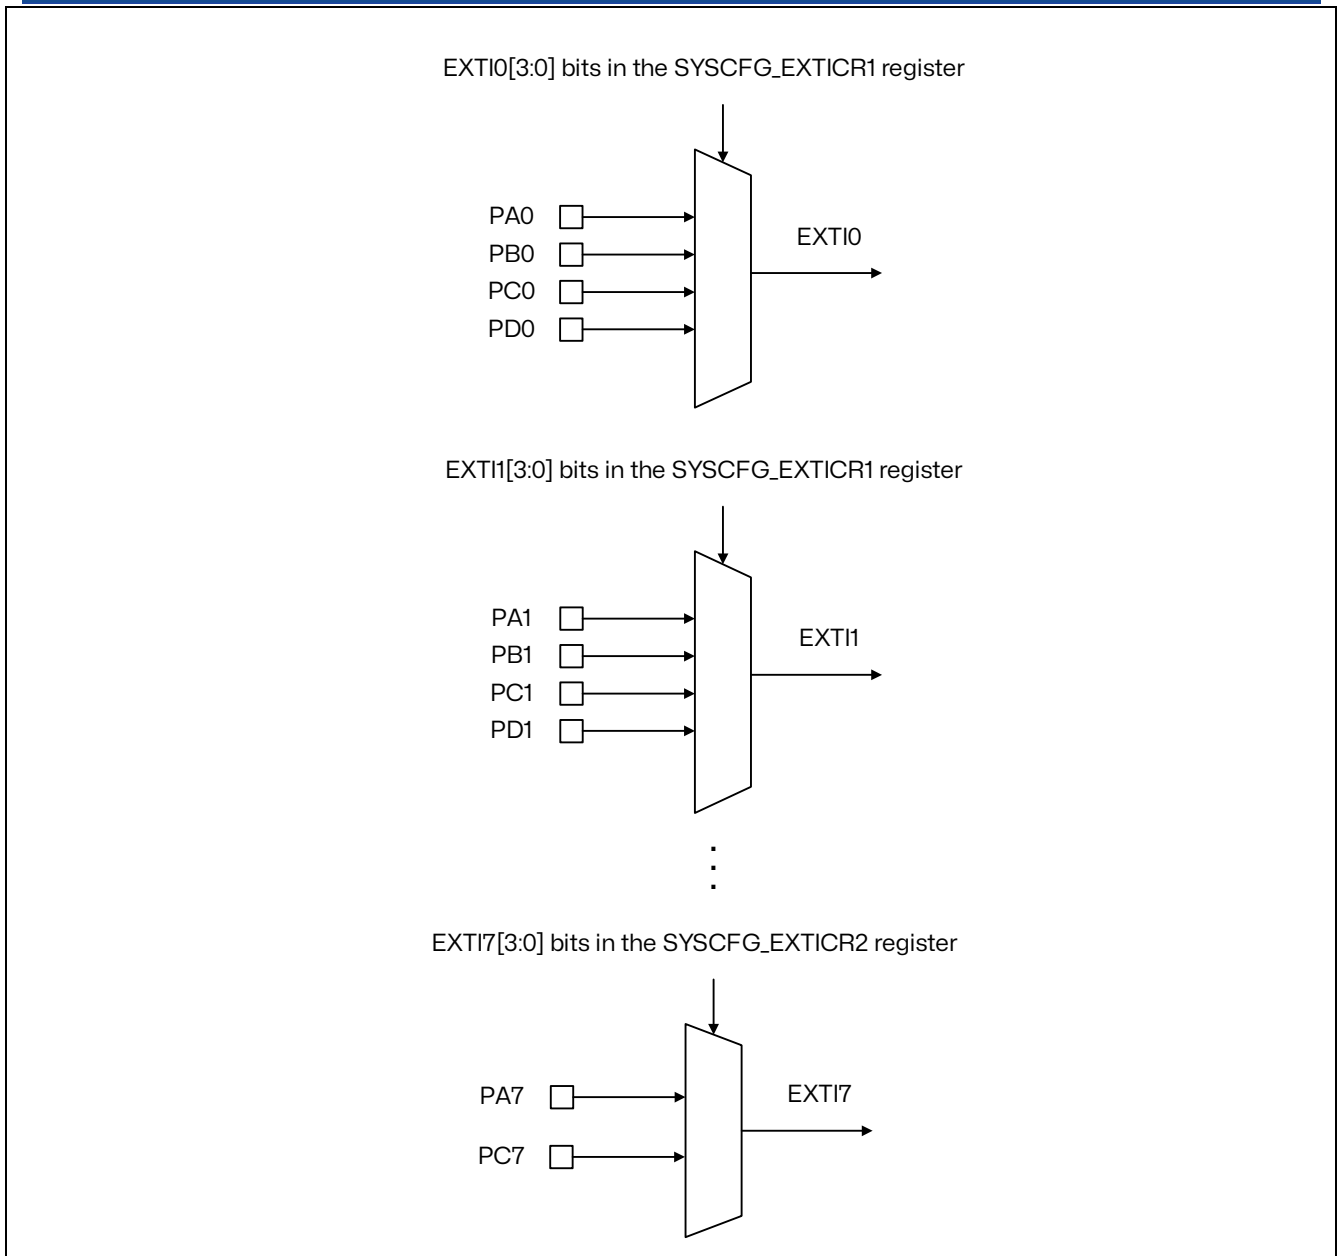 EXTI0[3:0] bits in the SYSCFG_EXTICR1 register
PA0
PB0
PC0
PD0
EXTI0
EXTI1[3:0] bits in the SYSCFG_EXTICR1 register
PA1
PB1
PC1
PD1
EXTI1
EXTI7[3:0] bits in the SYSCFG_EXTICR2 register
PA7
PC7
EXTI7